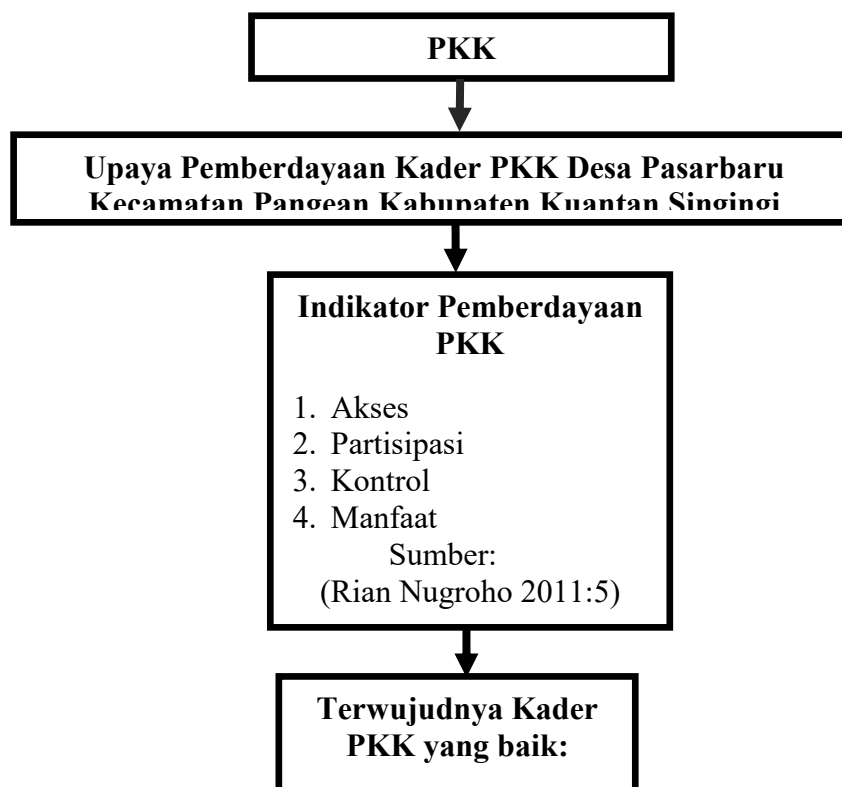 PKK
Upaya Pemberdayaan Kader PKK Desa Pasarbaru
Kecamatan Pangean Kabupaten Kuantan Singingi
Indikator Pemberdayaan
PKK
1. Akses
2. Partisipasi
3. Kontrol
4. Manfaat
Sumber:
(Rian Nugroho 2011:5)
Terwujudnya Kader
PKK yang baik: